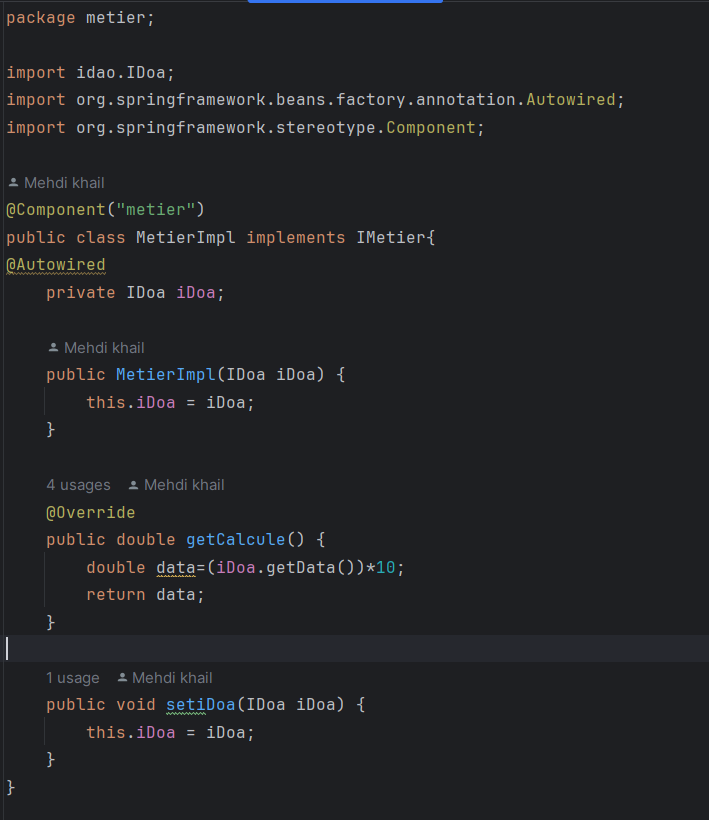 package metier;
import idao.IDoa;
import org.springframework.beans.factory.annotation.Autowired;
import org.springframework.stereotype.Component;
Mehdi khail
@Component("metier")
public class MetierImpl implements IMetier{
@Autowired
private IDoa iDoa;
Mehdi khail
public MetierImpl(IDoa iDoa) {
this.iDoa = iDoa;
}
4 usages Mehdi khail
@Override
public double getCalcule() {
double data=(iDoa.getData())*10;
return data;
}
1 usage Mehdi khail
public void setiDoa(IDoa iDoa) {
this.iDoa = iDoa;
}
}